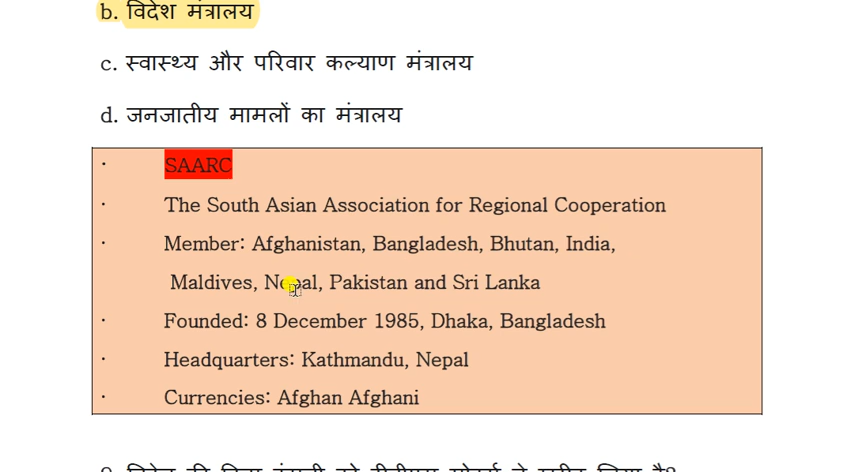 b. विदेश मंत्रालय
c. स्वास्थ्य और परिवार कल्याण मंत्रालय
d. जनजातीय मामलों का मंत्रालय
· SAARC
· The South Asian Association for Regional Cooperation
· Member: Afghanistan, Bangladesh, Bhutan, India,
Maldives, Nepal, Pakistan and Sri Lanka
· Founded: 8 December 1985, Dhaka, Bangladesh
· Headquarters: Kathmandu, Nepal
· Currencies: Afghan Afghani